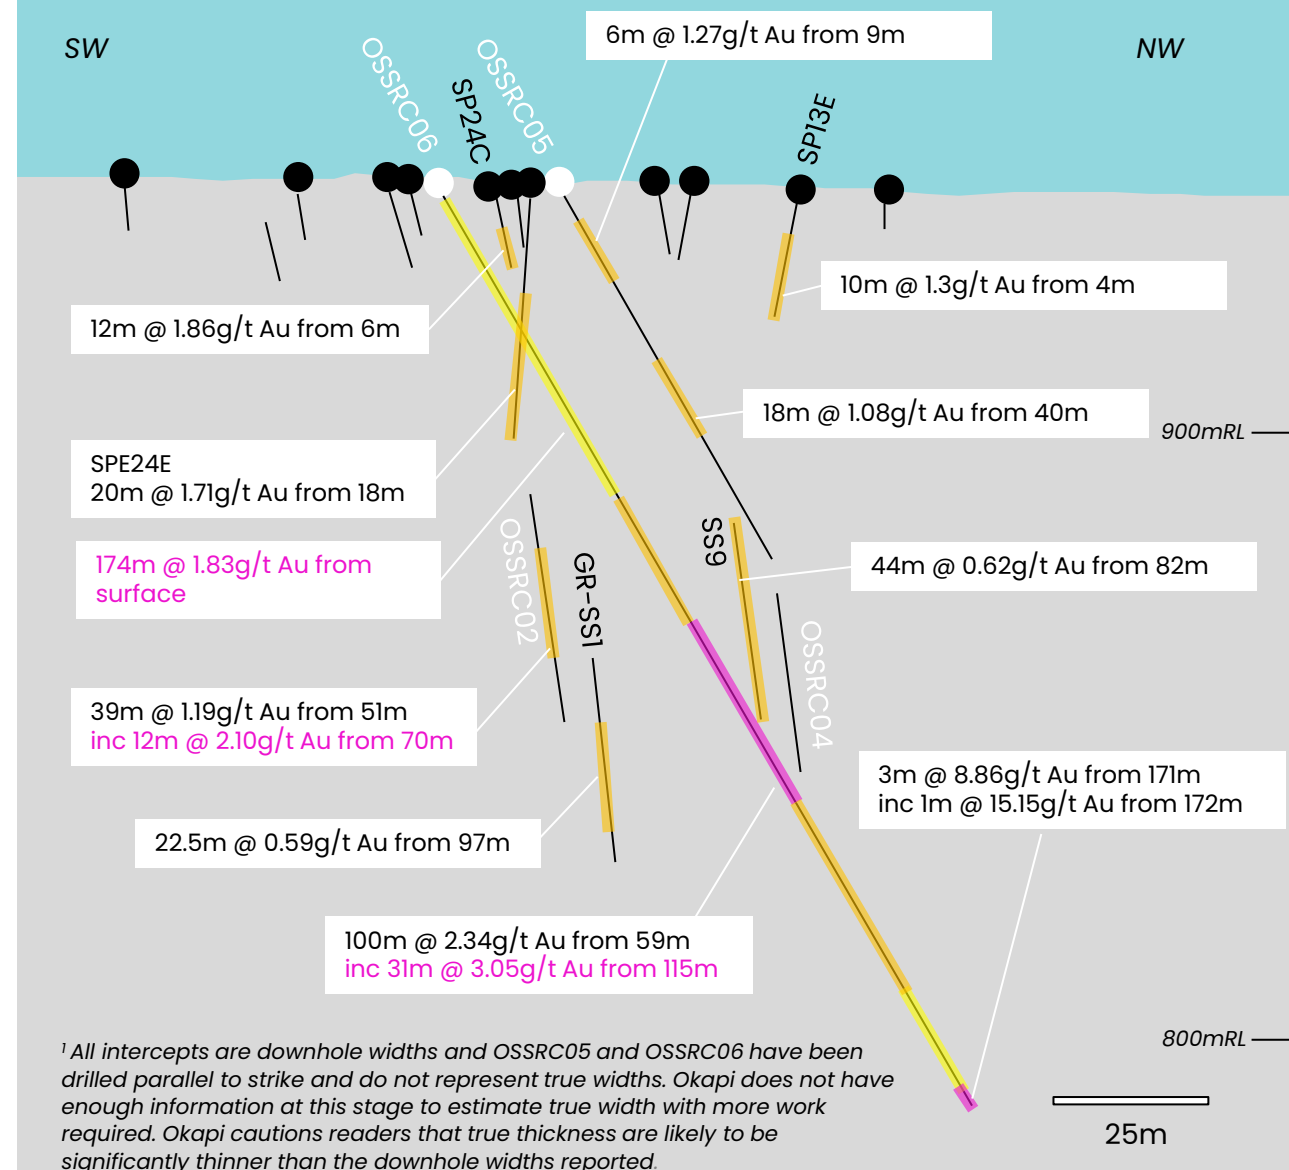 6m @ 1.27g/t Au from 9m
SW
NW
OSSRC06
SP24C
OSSRC05
SP13E
10m @ 1.3g/t Au from 4m
12m @ 1.86g/t Au from 6m
18m @ 1.08g/t Au from 40m
900mRL
SPE24E
20m @ 1.71g/t Au from 18m
OSSRC02
GR-SS1
SS9
174m @ 1.83g/t Au from
surface
44m @ 0.62g/t Au from 82m
OSSRC04
39m @ 1.19g/t Au from 51m
inc 12m @ 2.10g/t Au from 70m
3m @ 8.86g/t Au from 171m
inc 1m @ 15.15g/t Au from 172m
22.5m @ 0.59g/t Au from 97m
100m @ 2.34g/t Au from 59m
inc 31m @ 3.05g/t Au from 115m
800mRL
1 All intercepts are downhole widths and OSSRC05 and OSSRC06 have been
drilled parallel to strike and do not represent true widths. Okapi does not have
enough information at this stage to estimate true width with more work
required. Okapi cautions readers that true thickness are likely to be
significantly thinner than the downhole widths reported.
25m